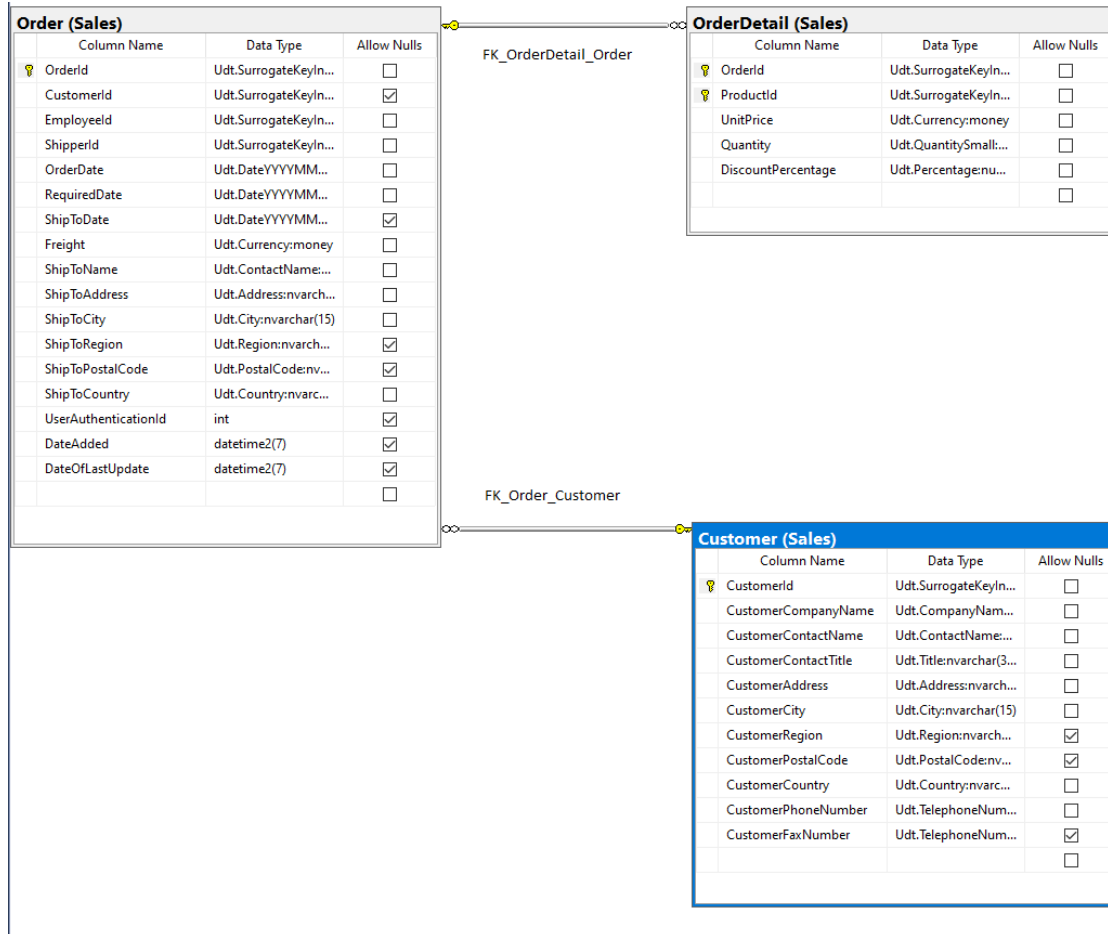 Order (Sales)
Column Name Data Type Allow Nulls
OrderId Udt.SurrogateKeyIn...
CustomerId Udt.SurrogateKeyIn...
EmployeeId Udt.SurrogateKeyIn...
ShipperId Udt.SurrogateKeyIn...
OrderDate Udt.DateYYYYMM...
RequiredDate Udt.DateYYYYMM...
ShipToDate Udt.DateYYYYMM...
Freight Udt.Currency:money
ShipToName Udt.ContactName:...
ShipToAddress Udt.Address:nvarch...
ShipToCity Udt.City:nvarchar(15)
ShipToRegion Udt.Region:nvarch...
ShipToPostalCode Udt.PostalCode:nv...
ShipToCountry Udt.Country:nvarc...
UserAuthenticationId int
DateAdded datetime2(7)
DateOfLastUpdate datetime2(7)
FK_OrderDetail_Order
OrderDetail (Sales)
Column Name Data Type Allow Nulls
OrderId Udt.SurrogateKeyIn...
ProductId Udt.SurrogateKeyIn...
UnitPrice Udt.Currency:money
Quantity Udt.QuantitySmall:...
DiscountPercentage Udt.Percentage:nu...
FK_Order_Customer
Customer (Sales)
Column Name Data Type Allow Nulls
CustomerId Udt.SurrogateKeyIn...
CustomerCompanyName Udt.CompanyNam...
CustomerContactName Udt.ContactName:...
CustomerContactTitle Udt.Title:nvarchar(3...
CustomerAddress Udt.Address:nvarch...
CustomerCity Udt.City:nvarchar(15)
CustomerRegion Udt.Region:nvarch...
CustomerPostalCode Udt.PostalCode:nv...
CustomerCountry Udt.Country:nvarc...
CustomerPhoneNumber Udt.TelephoneNum...
CustomerFaxNumber Udt.TelephoneNum...